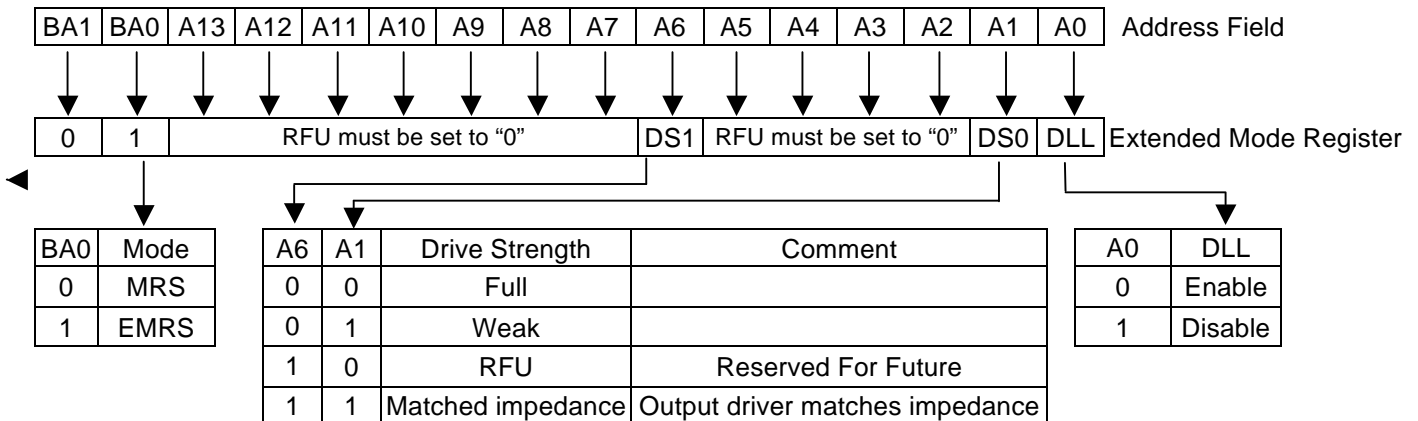 BA1 BA0 A13 A12 A11 A10 A9 A8 A7 A6 A5 A4 A3 A2 A1 A0 Address Field
0 1 RFU must be set to “0” DS1 RFU must be set to “0” DS0 DLL Extended Mode Register
BA0 Mode
0 MRS
1 EMRS
A6 A1 Drive Strength Comment
0 0 Full
0 1 Weak
1 0 RFU Reserved For Future
1 1 Matched impedance Output driver matches impedance
A0 DLL
0 Enable
1 Disable